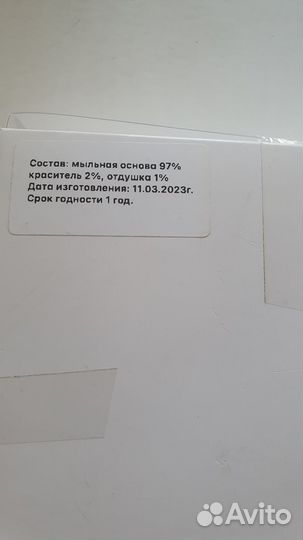 Состав: мыльная основа 97%
краситель 2%, отдушка 1%
Дата изготовления: 11.03.2023г.
Срок годности 1 год.
Avito